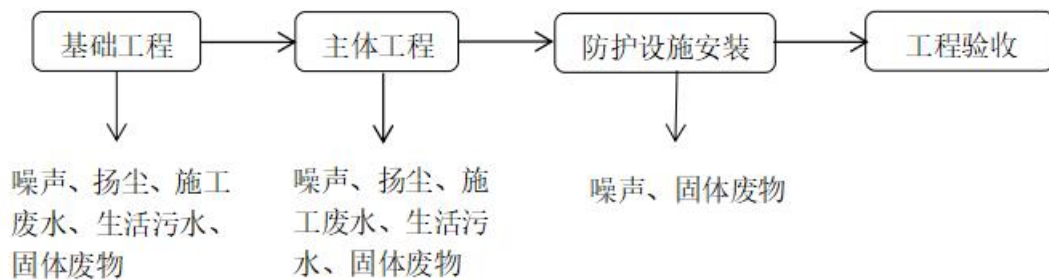 基础工程
主体工程
防护设施安装
工程验收
噪声、扬尘、施工
废水、生活污水、
固体废物
噪声、扬尘、施
工废水、生活污
水、固体废物
噪声、固体废物